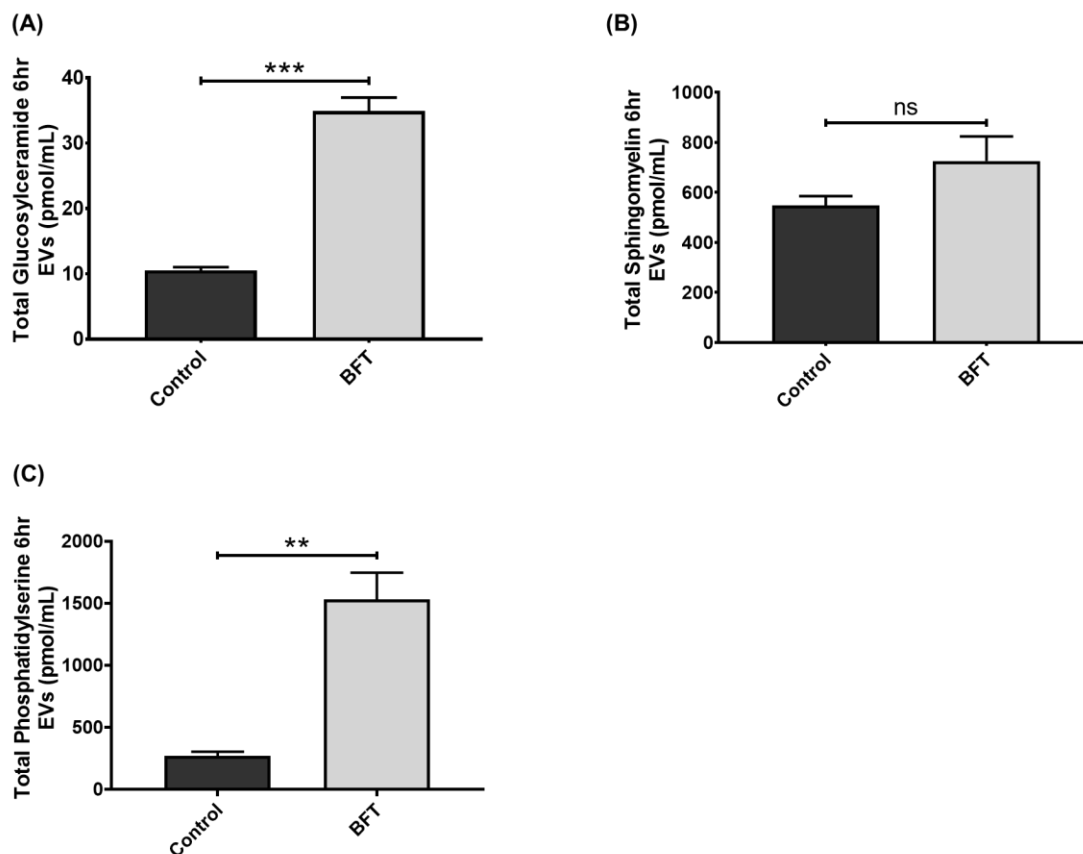 (A)
Total Glucosylceramide 6hr
EVs (pmol/mL)
40
30
20
10
0
***
Control
BFT
(B)
Total Sphingomyelin 6hr
EVs (pmol/mL)
1000
800
600
400
200
0
ns
Control
BFT
(C)
Total Phosphatidylserine 6hr
EVs (pmol/mL)
2000
1500
1000
500
0
**
Control
BFT